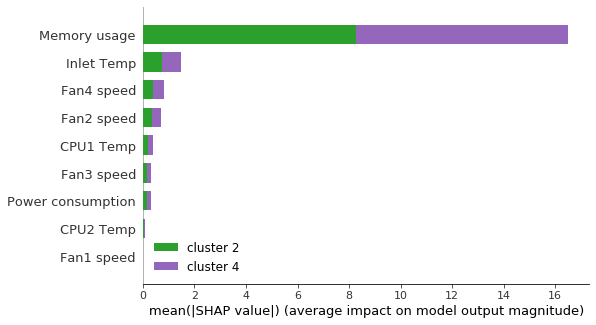 Memory usage
Inlet Temp
Fan4 speed
Fan2 speed
CPU1 Temp
Fan3 speed
Power consumption
CPU2 Temp
Fan1 speed
cluster 2
cluster 4
0 2 4 6 8 10 12 14 16
mean(|SHAP value|) (average impact on model output magnitude)